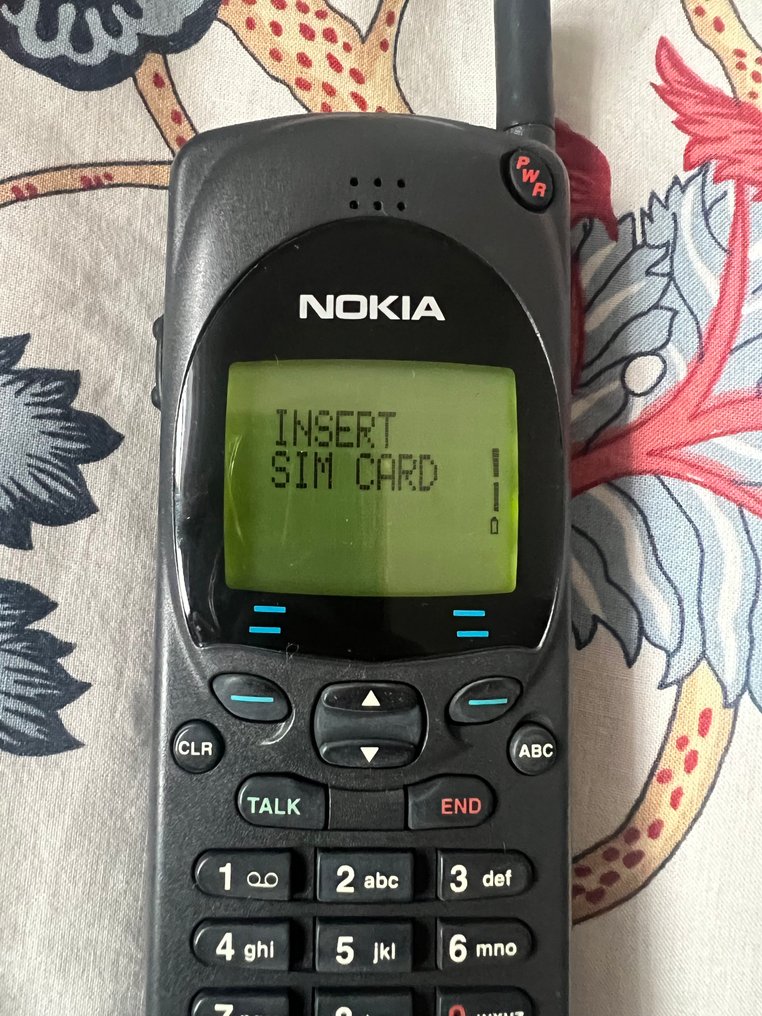 PWR
NOKIA
INSERT
SIM CARD
CLR
ABC
TALK
END
1
2 abc
3 def
4 ghi
5 jkl
6 mno